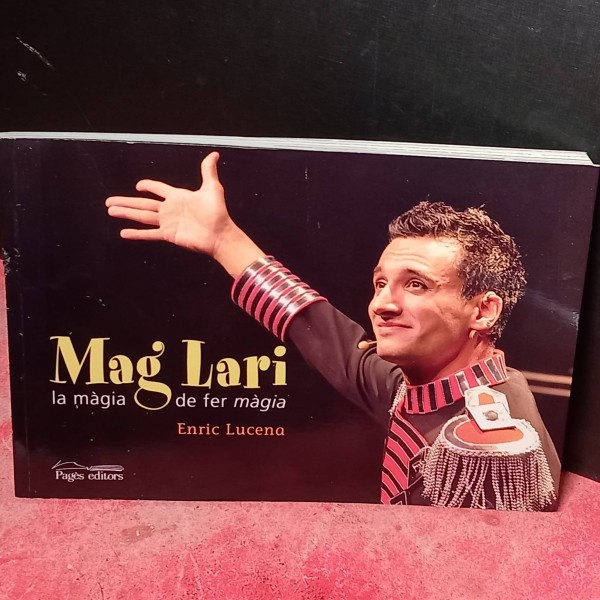 Mag Lari
la màgia de fer màgia
Enric Lucena
Pagès editors